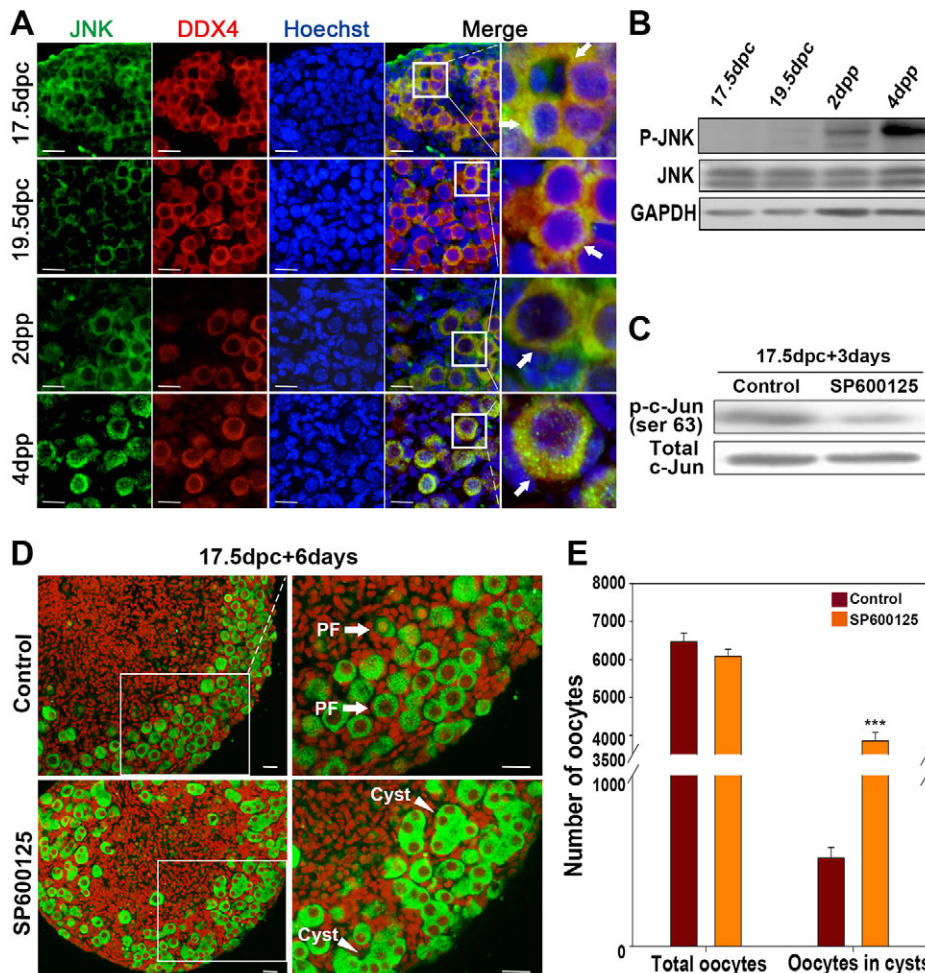 A
JNK
DDX4
Hoechst
Merge
17.5dpc
19.5dpc
2dpp
4dpp
B
17.5dpc
19.5dpc
2dpp
4dpp
P-JNK
JNK
GAPDH
C
17.5dpc+3days
Control
SP600125
p-c-Jun
(ser 63)
Total
c-Jun
D
17.5dpc+6days
Control
PF
PF
SP600125
Cyst
Cyst
E
Number of oocytes
8000
7000
6000
5000
4000
3500
1000
0
Control
SP600125
***
Total oocytes
Oocytes in cysts